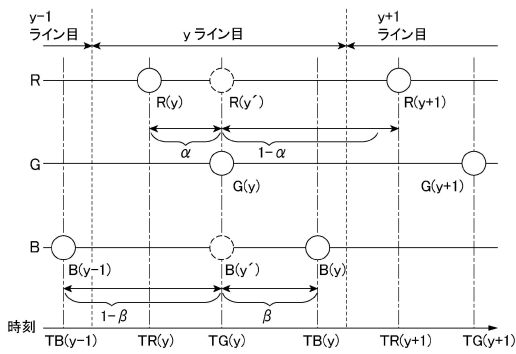 y−1
ライン目
y ライン目
y+1
ライン目
R
R(y)
R(y´)
R(y+1)
α
1−α
G
G(y)
G(y+1)
B
B(y−1)
B(y´)
B(y)
1−β
β
時刻
TB(y−1)
TR(y)
TG(y)
TB(y)
TR(y+1)
TG(y+1)